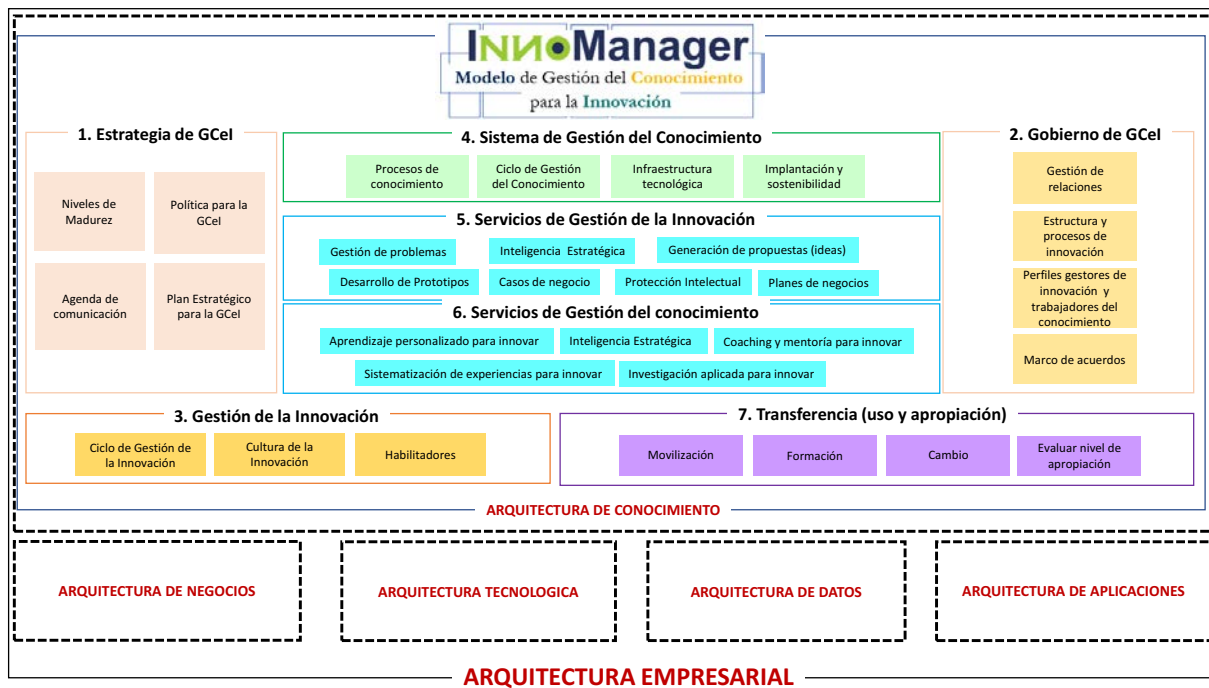 INNOManager
Modelo de Gestión del Conocimiento
para la Innovación
1. Estrategia de GCeI
Niveles de
Madurez
Política para la
GCeI
Agenda de
comunicación
Plan Estratégico
para la GCeI
4. Sistema de Gestión del Conocimiento
Procesos de
conocimiento
Ciclo de Gestión
del Conocimiento
Infraestructura
tecnológica
Implantación y
sostenibilidad
5. Servicios de Gestión de la Innovación
Gestión de problemas
Inteligencia Estratégica
Generación de propuestas (ideas)
Desarrollo de Prototipos
Casos de negocio
Protección Intelectual
Planes de negocios
6. Servicios de Gestión del conocimiento
Aprendizaje personalizado para innovar
Inteligencia Estratégica
Coaching y mentoría para innovar
Sistematización de experiencias para innovar
Investigación aplicada para innovar
2. Gobierno de GCeI
Gestión de
relaciones
Estructura y
procesos de
innovación
Perfiles gestores de
innovación y
trabajadores del
conocimiento
Marco de acuerdos
3. Gestión de la Innovación
Ciclo de Gestión de
la Innovación
Cultura de la
Innovación
Habilitadores
7. Transferencia (uso y apropiación)
Movilización
Formación
Cambio
Evaluar nivel de
apropiación
ARQUITECTURA DE CONOCIMIENTO
ARQUITECTURA DE NEGOCIOS
ARQUITECTURA TECNOLOGICA
ARQUITECTURA DE DATOS
ARQUITECTURA DE APLICACIONES
ARQUITECTURA EMPRESARIAL